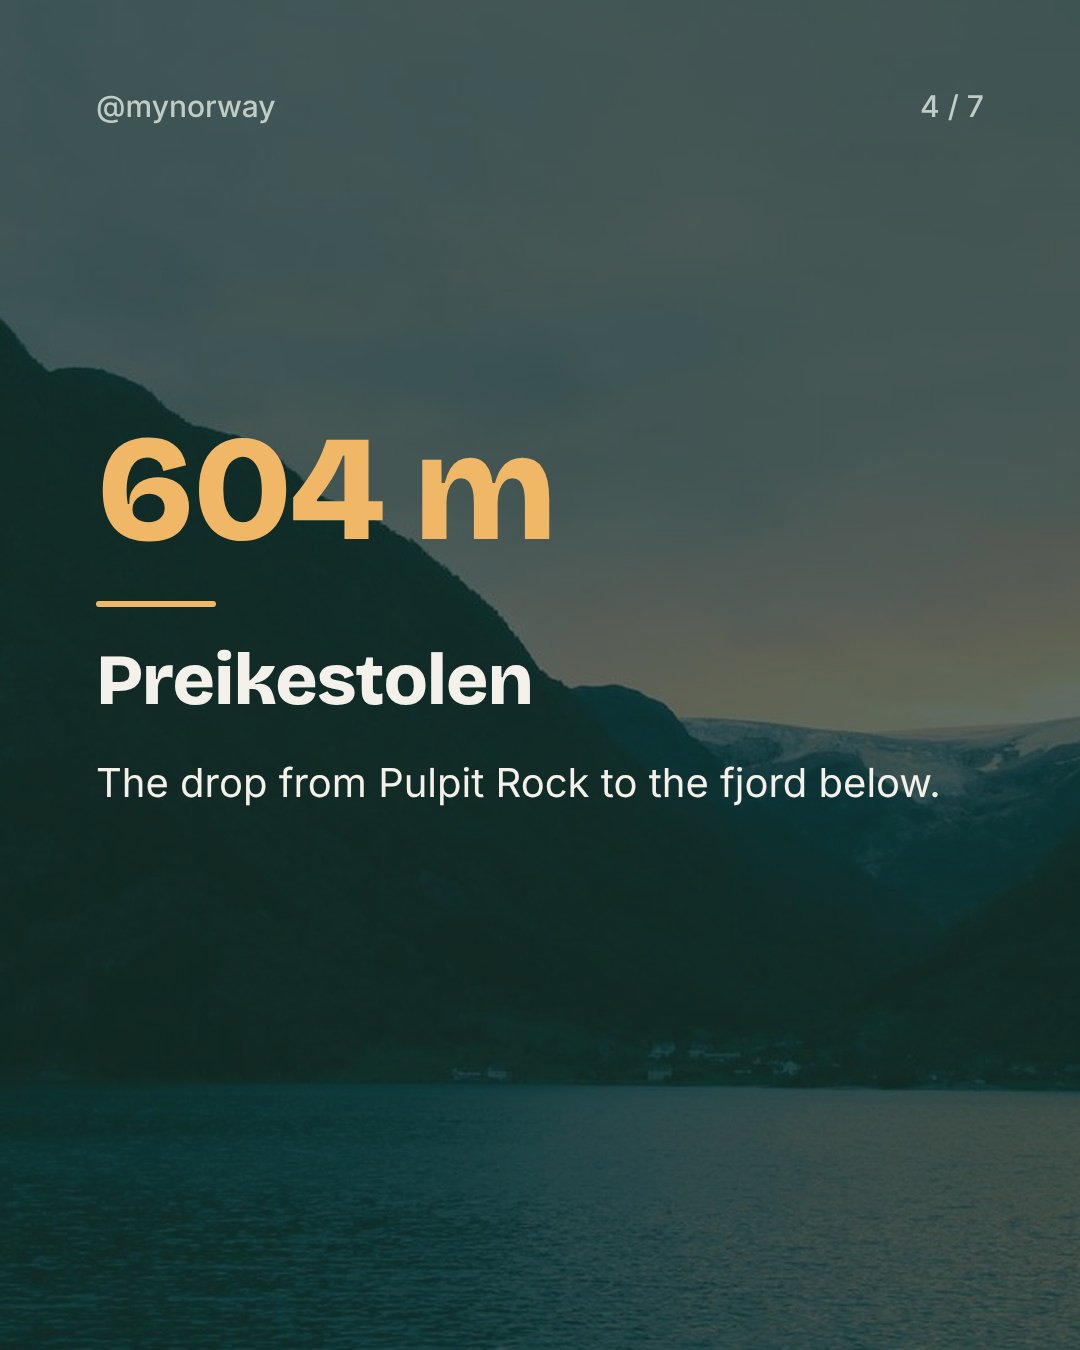 @mynorway
4 / 7
604 m
Preikestolen
The drop from Pulpit Rock to the fjord below.